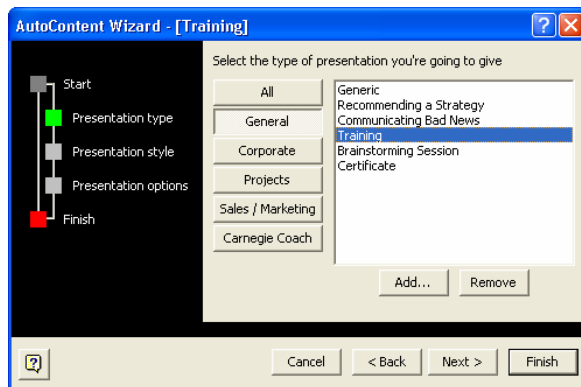 AutoContent Wizard - [Training]
Select the type of presentation you're going to give
Start
Presentation type
Presentation style
Presentation options
Finish
All
General
Corporate
Projects
Sales / Marketing
Carnegie Coach
Generic
Recommending a Strategy
Communicating Bad News
Training
Brainstorming Session
Certificate
Add...
Remove
Cancel
< Back
Next >
Finish